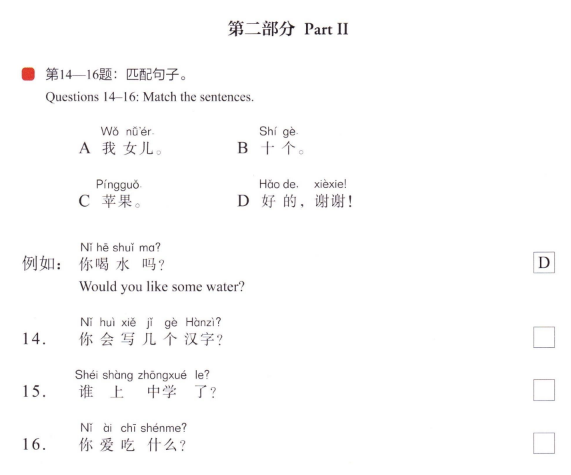 第二部分 Part II
第14—16题：匹配句子。
Questions 14–16: Match the sentences.
Wǒ nǚ'ér. Shí gè.
A 我女儿。 B 十个。
Píngguǒ. Hǎo de, xièxie!
C 苹果。 D 好的，谢谢！
Nǐ hē shuǐ ma?
例如： 你喝水吗？ D
Would you like some water?
Nǐ huì xiě jǐ gè Hànzì?
14. 你会写几个汉字？
Shéi shàng zhōngxué le?
15. 谁上中学了？
Nǐ ài chī shénme?
16. 你爱吃什么？